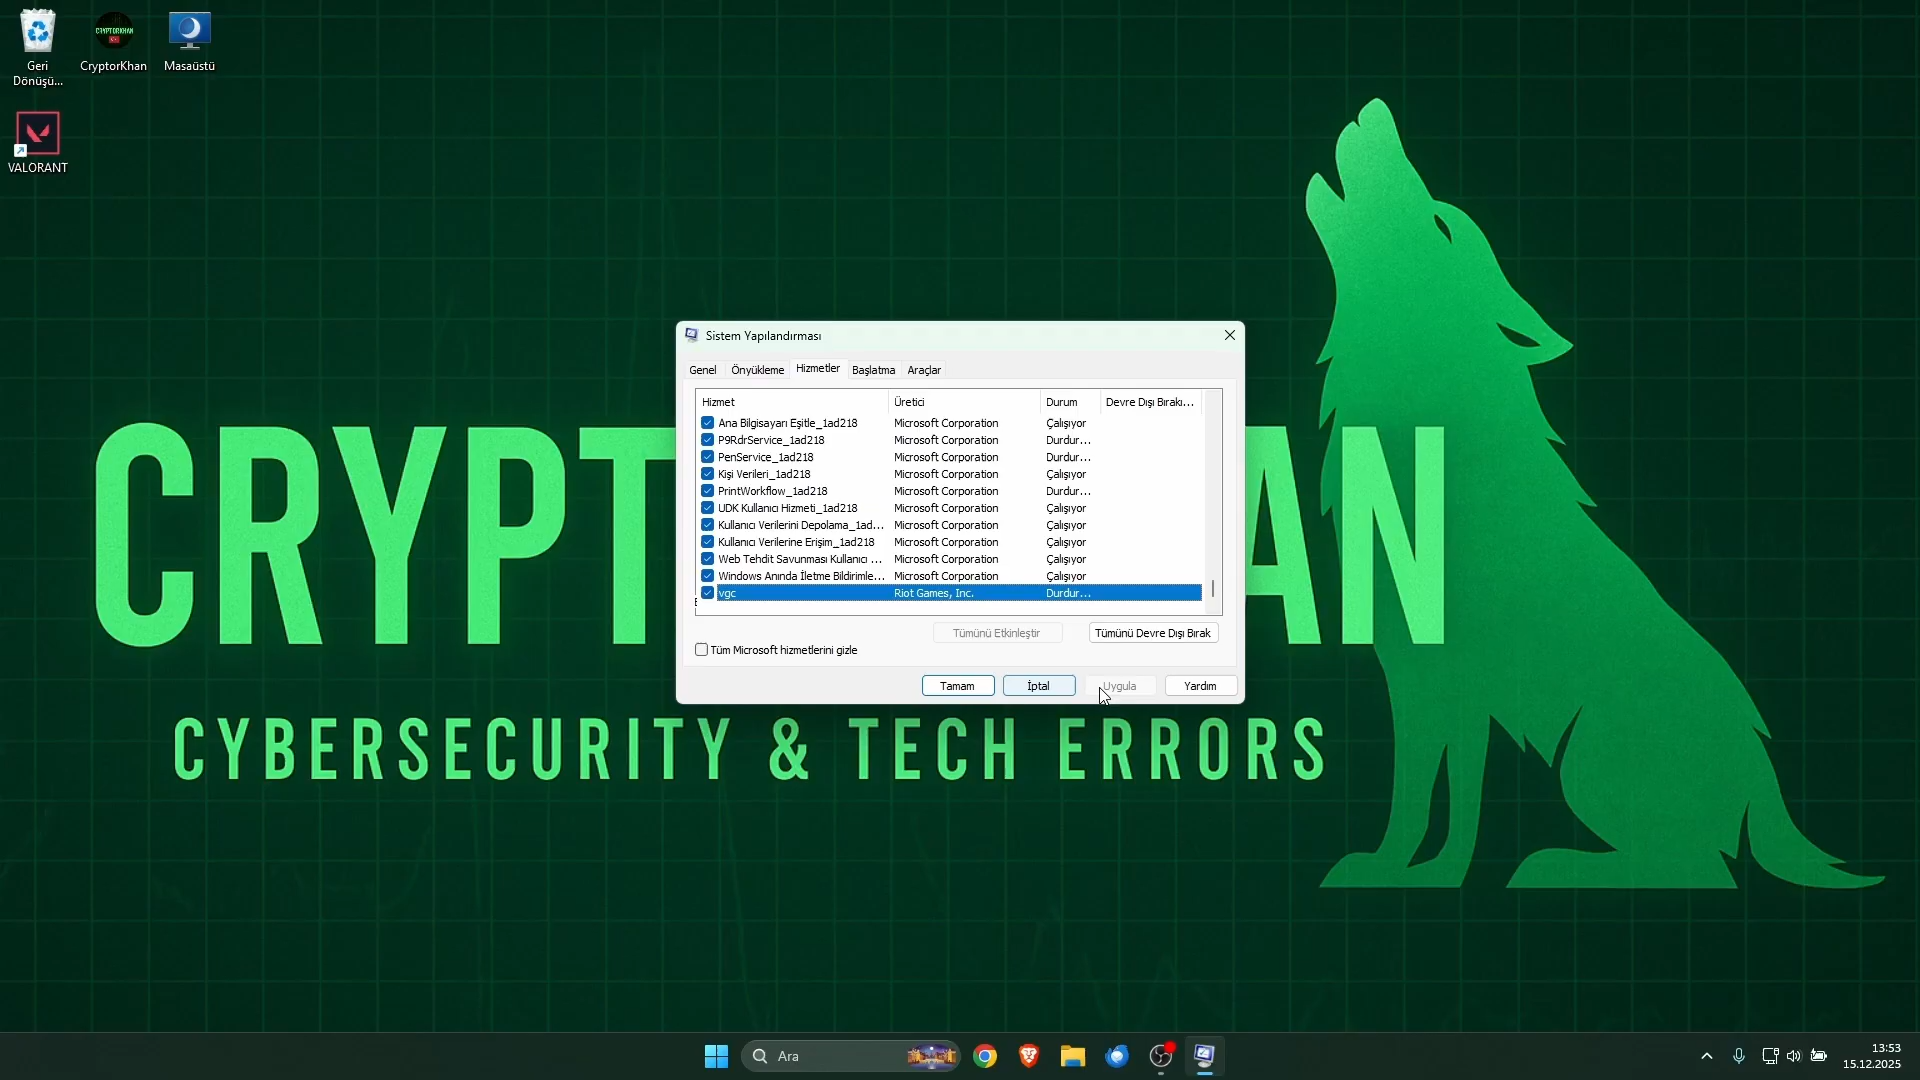 Geri
Dönüşü...
CRYPTORKHAN
CryptorKhan
Masaüstü
VALORANT
Sistem Yapılandırması
Genel Önyükleme Hizmetler Başlatma Araçlar
Hizmet Üretici Durum Devre Dışı Bırakı...
Ana Bilgisayarı Eşitle_1ad218 Microsoft Corporation Çalışıyor
P9RdrService_1ad218 Microsoft Corporation Durdur...
PenService_1ad218 Microsoft Corporation Durdur...
Kişi Verileri_1ad218 Microsoft Corporation Çalışıyor
PrintWorkflow_1ad218 Microsoft Corporation Durdur...
UDK Kullanıcı Hizmeti_1ad218 Microsoft Corporation Çalışıyor
Kullanıcı Verilerini Depolama_1ad... Microsoft Corporation Çalışıyor
Kullanıcı Verilerine Erişim_1ad218 Microsoft Corporation Çalışıyor
Web Tehdit Savunması Kullanıcı ... Microsoft Corporation Çalışıyor
Windows Anında İletme Bildirimle... Microsoft Corporation Çalışıyor
vgc Riot Games, Inc. Durdur...
Tümünü Etkinleştir Tümünü Devre Dışı Bırak
Tüm Microsoft hizmetlerini gizle
Tamam İptal Uygula Yardım
CRYPT AN
CYBERSECURITY & TECH ERRORS
Ara
13:53
15.12.2025